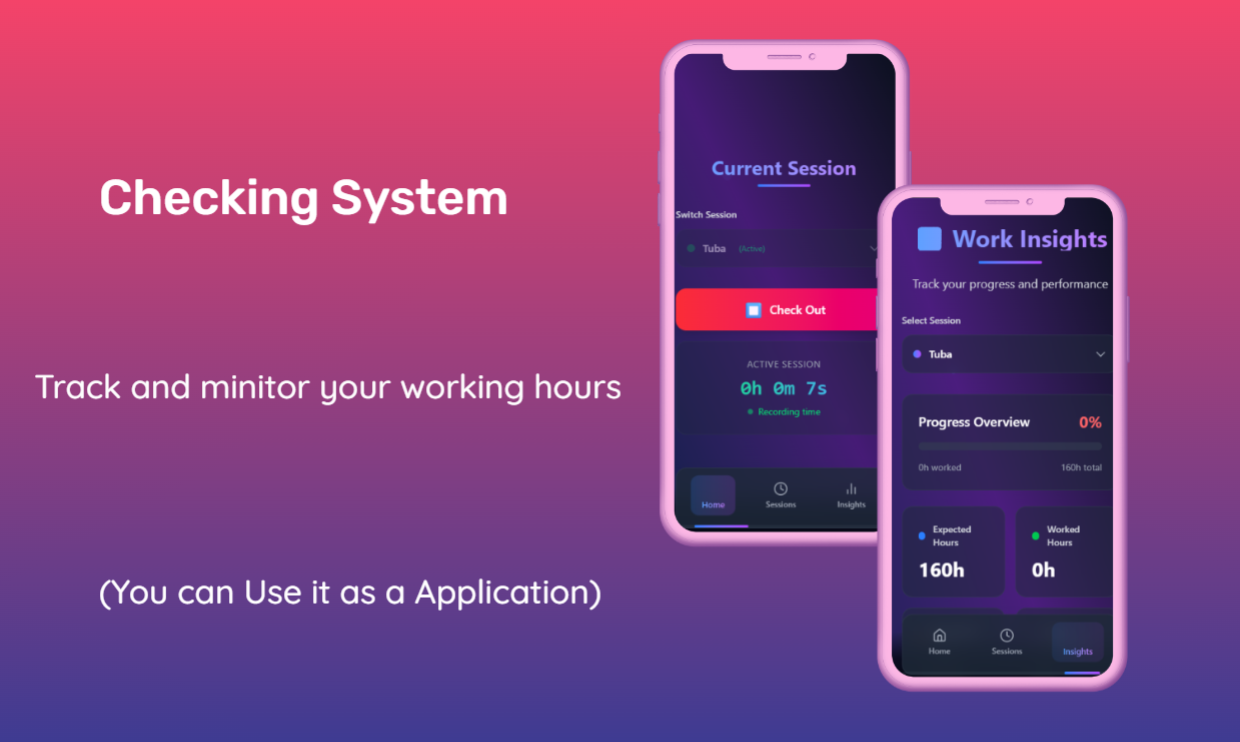 Checking System
Track and minitor your working hours
(You can Use it as a Application)
Current Session
Switch Session
Tuba (Active)
Check Out
ACTIVE SESSION
0h 0m 7s
Recording time
Home Sessions Insights
Work Insights
Track your progress and performance
Select Session
Tuba
Progress Overview 0%
0h worked 160h total
Expected Hours
160h
Worked Hours
0h
Home Sessions Insights